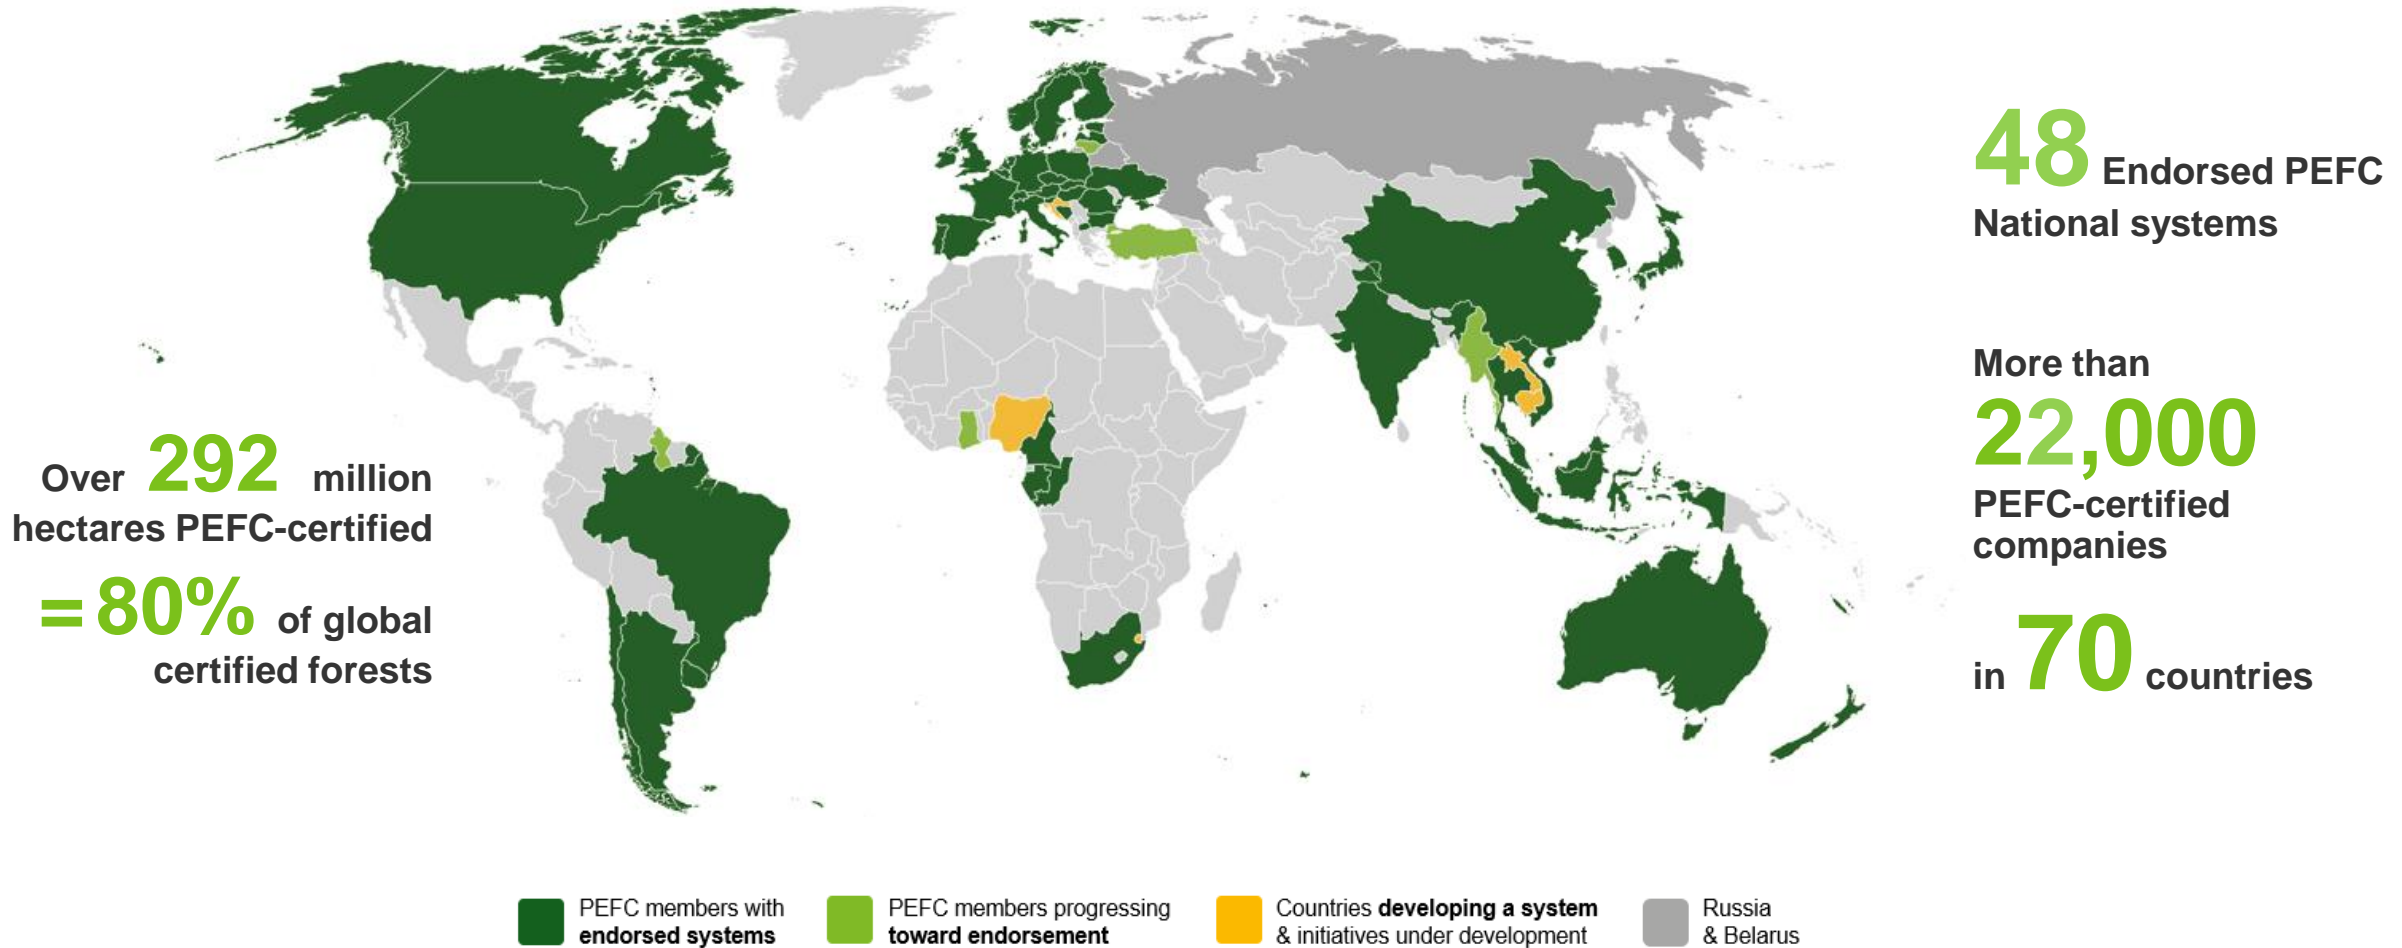 48 Endorsed PEFC
National systems
More than
22,000
PEFC-certified
companies
in 70 countries
Over 292 million
hectares PEFC-certified
=80% of global
certified forests
PEFC members with
endorsed systems
PEFC members progressing
toward endorsement
Countries developing a system
& initiatives under development
Russia
& Belarus